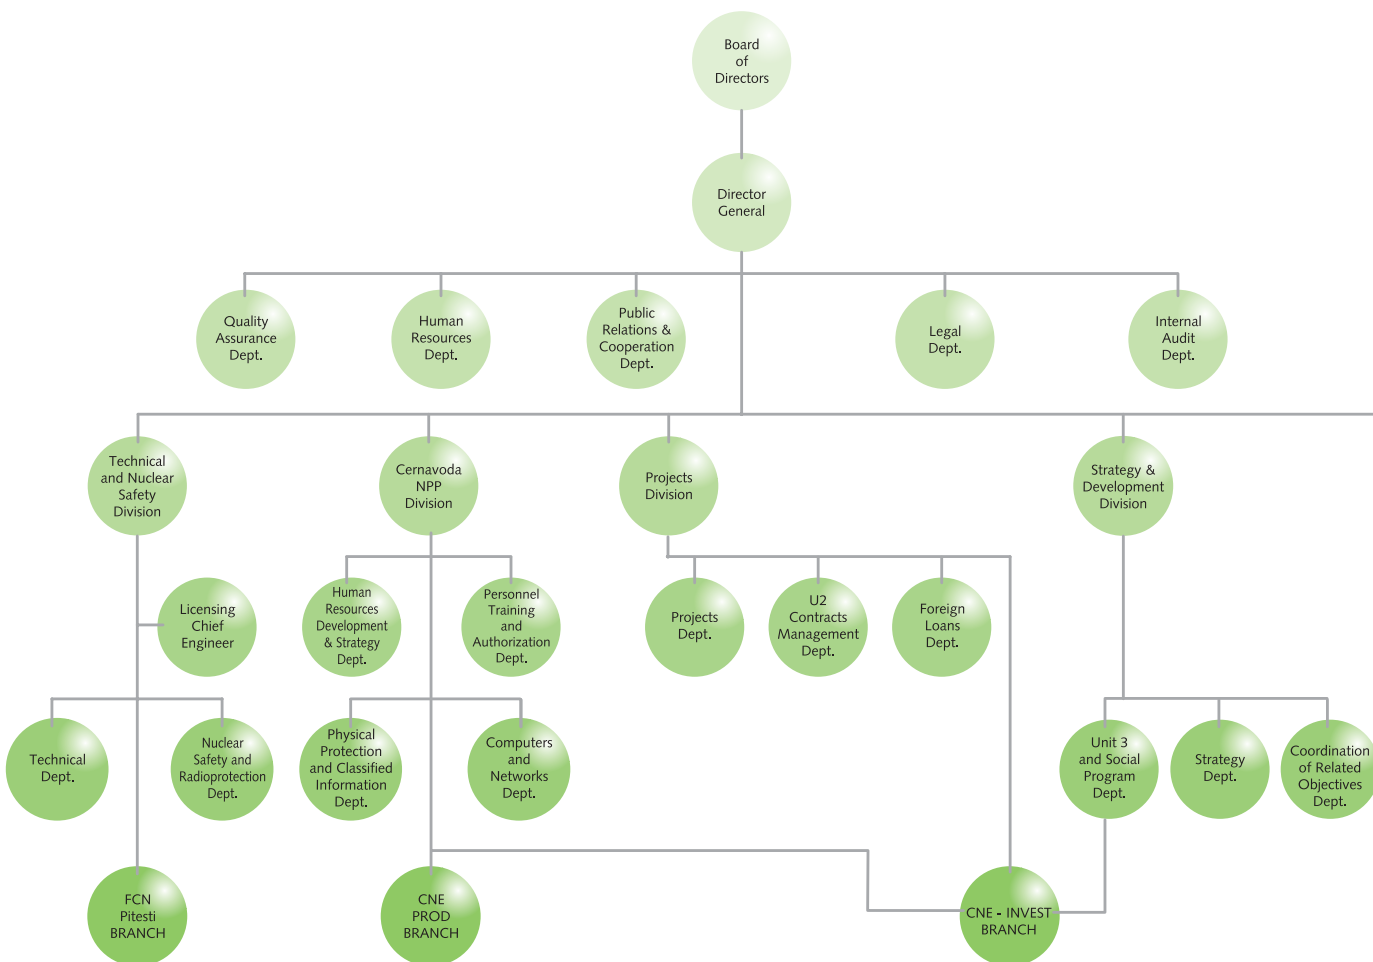 Board
of
Directors
Director
General
Quality
Assurance
Dept.
Human
Resources
Dept.
Public
Relations &
Cooperation
Dept.
Legal
Dept.
Internal
Audit
Dept.
Technical
and Nuclear
Safety
Division
Cernavoda
NPP
Division
Projects
Division
Strategy &
Development
Division
Licensing
Chief
Engineer
Human
Resources
Development
& Strategy
Dept.
Personnel
Training
and
Authorization
Dept.
Projects
Dept.
U2
Contracts
Management
Dept.
Foreign
Loans
Dept.
Technical
Dept.
Nuclear
Safety and
Radioprotection
Dept.
Physical
Protection
and Classified
Information
Dept.
Computers
and
Networks
Dept.
Unit 3
and Social
Program
Dept.
Strategy
Dept.
Coordination
of Related
Objectives
Dept.
FCN
Pitesti
BRANCH
CNE
PROD
BRANCH
CNE - INVEST
BRANCH